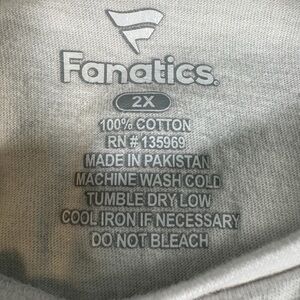 Fanatics.
2X
100% COTTON
RN # 135969
MADE IN PAKISTAN
MACHINE WASH COLD
TUMBLE DRY LOW
COOL IRON IF NECESSARY
DO NOT BLEACH